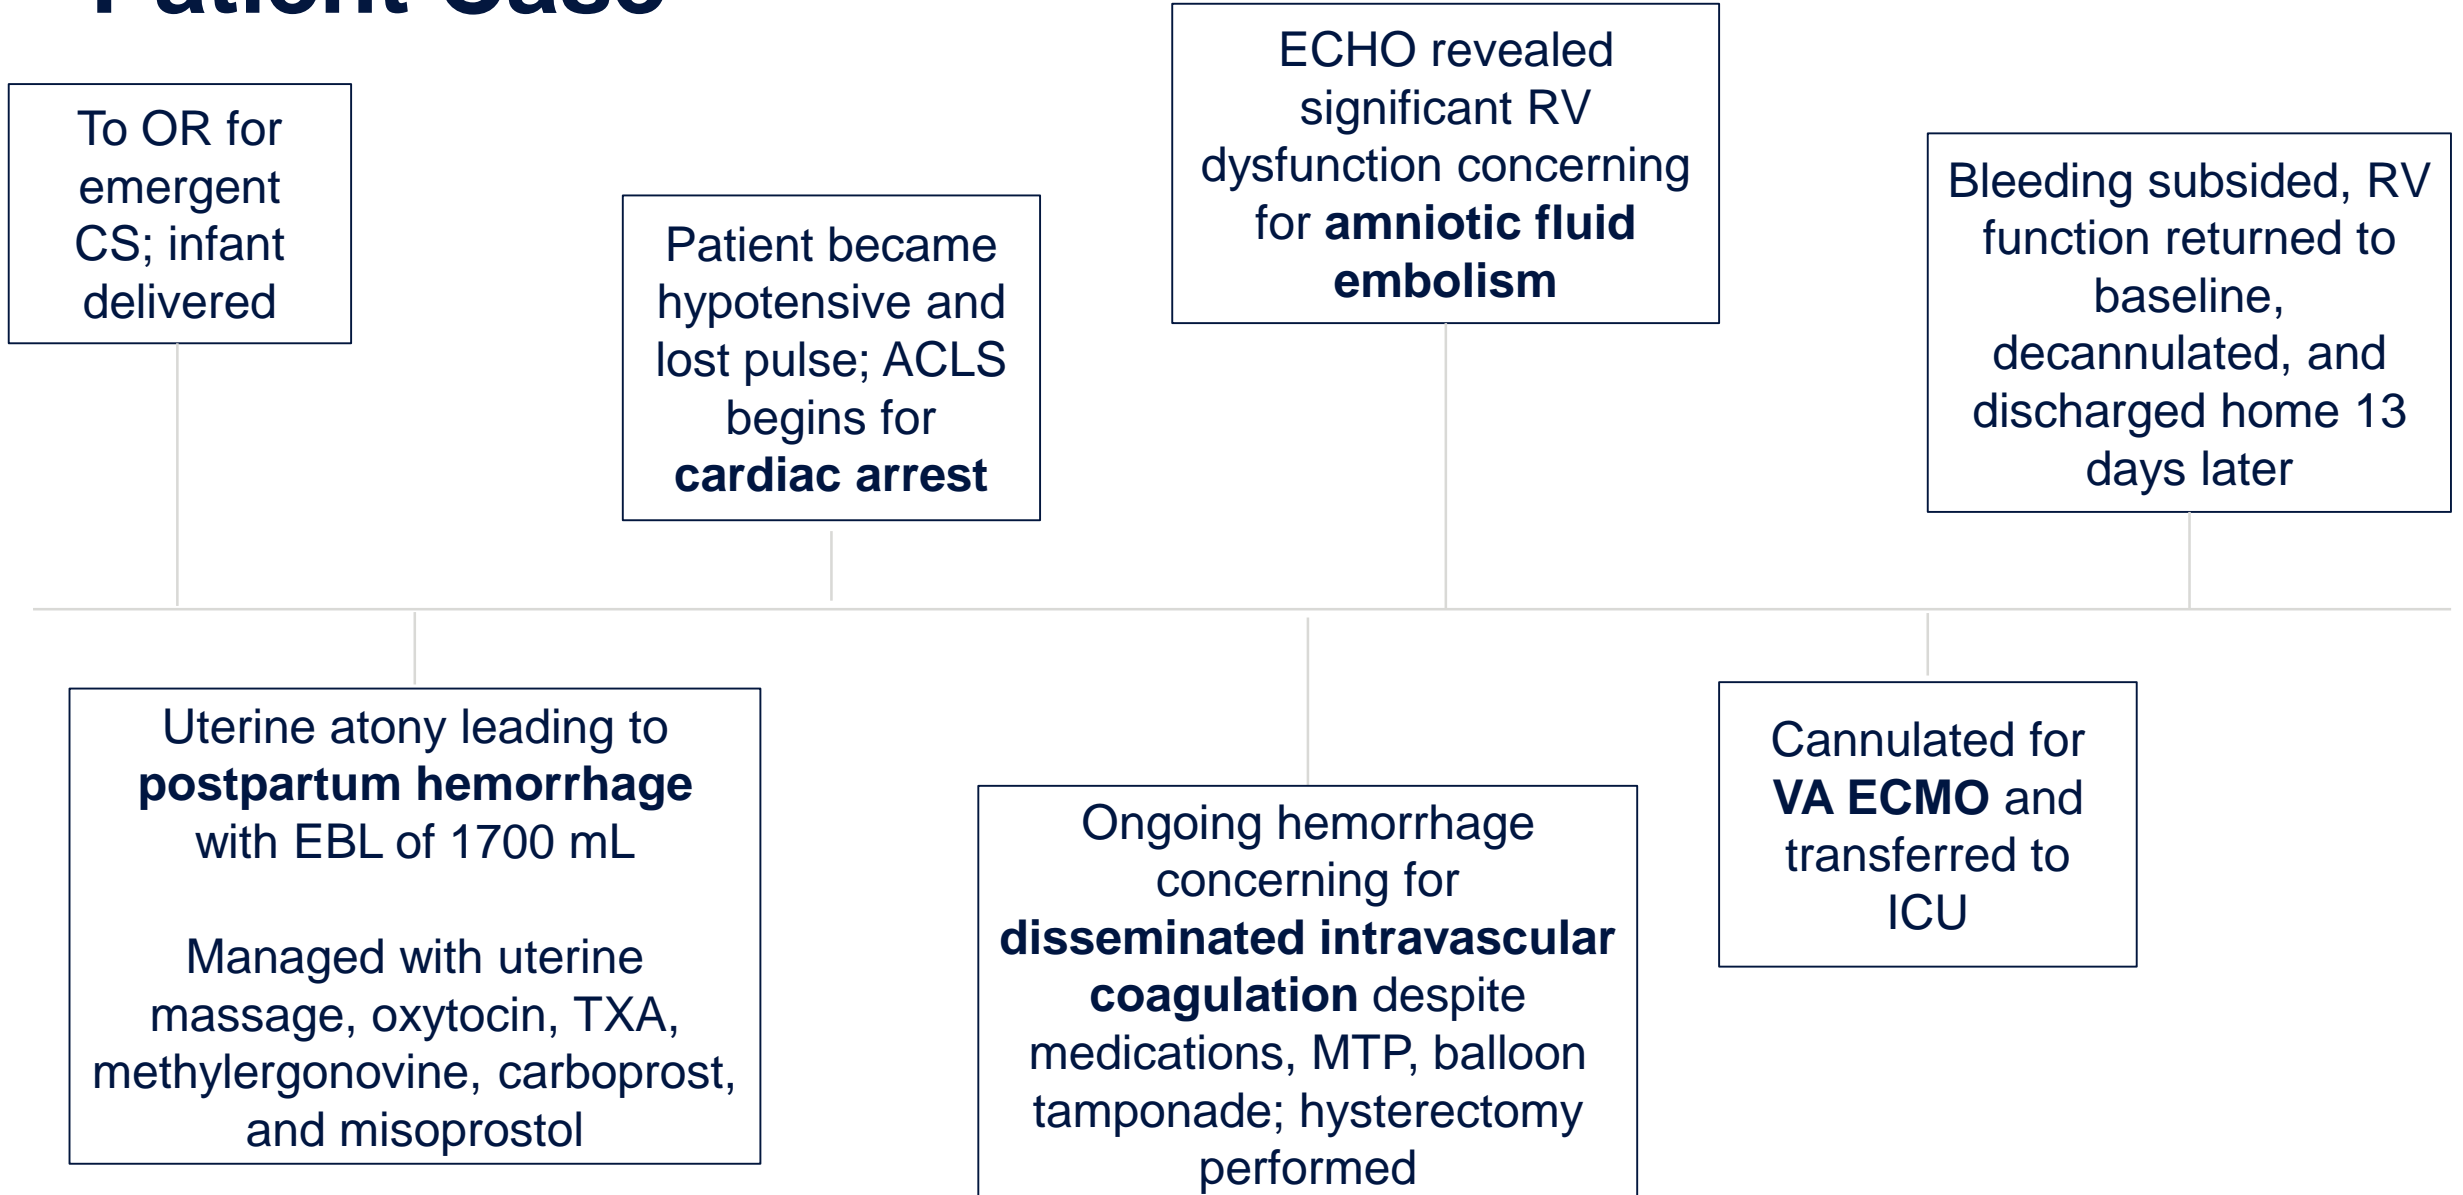 Patient Case
To OR for
emergent
CS; infant
delivered
Uterine atony leading to
postpartum hemorrhage
with EBL of 1700 mL
Managed with uterine
massage, oxytocin, TXA,
methylergonovine, carboprost,
and misoprostol
Patient became
hypotensive and
lost pulse; ACLS
begins for
cardiac arrest
Ongoing hemorrhage
concerning for
disseminated intravascular
coagulation despite
medications, MTP, balloon
tamponade; hysterectomy
performed
ECHO revealed
significant RV
dysfunction concerning
for amniotic fluid
embolism
Cannulated for
VA ECMO and
transferred to
ICU
Bleeding subsided, RV
function returned to
baseline,
decannulated, and
discharged home 13
days later